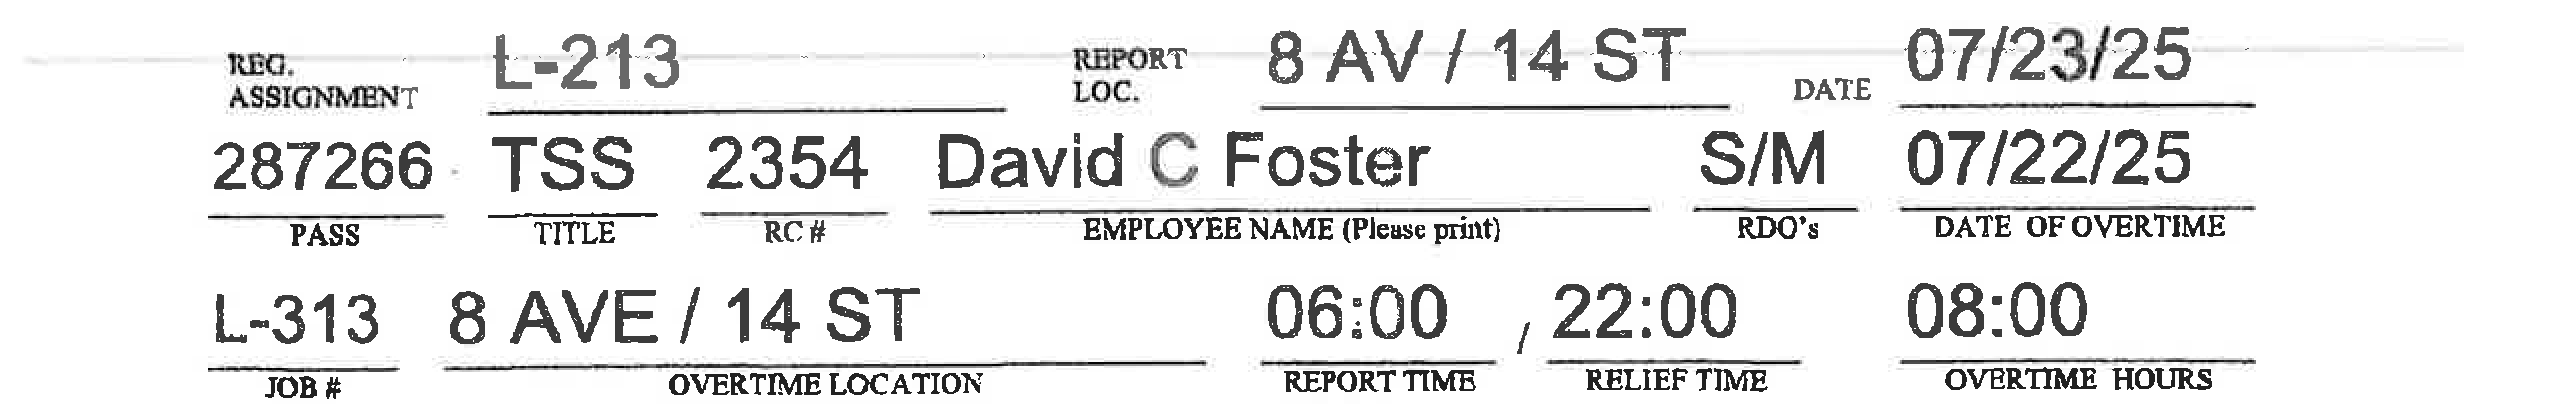 REG. ASSIGNMENT L-213 REPORT LOC. 8 AV / 14 ST DATE 07/23/25
287266 TSS 2354 David C Foster S/M 07/22/25
PASS TITLE RC # EMPLOYEE NAME (Please print) RDO's DATE OF OVERTIME
L-313 8 AVE / 14 ST 06:00 / 22:00 08:00
JOB # OVERTIME LOCATION REPORT TIME RELIEF TIME OVERTIME HOURS